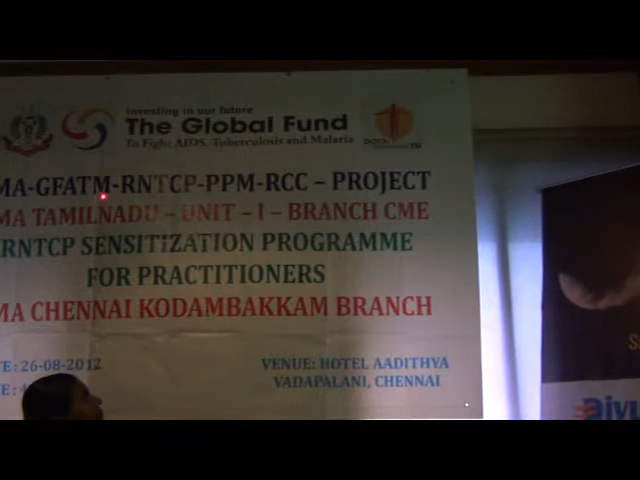 Investing in our future
The Global Fund
To Fight AIDS, Tuberculosis and Malaria
MA-GFATM-RNTCP-PPM-RCC – PROJECT
MA TAMILNADU – UNIT – I – BRANCH CME
RNTCP SENSITIZATION PROGRAMME
FOR PRACTITIONERS
MA CHENNAI KODAMBAKKAM BRANCH
TE : 26-08-2012
VENUE: HOTEL AADITHYA
VADAPALANI, CHENNAI